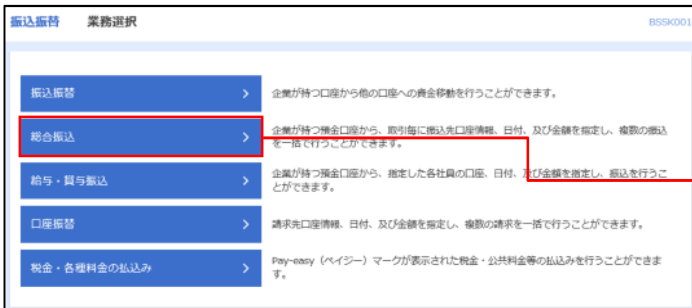 振込振替 業務選択 BSSK001
振込振替 > 企業が持つ口座から他の口座への資金移動を行うことができます。
総合振込 > 企業が持つ預金口座から、取引毎に振込先口座情報、日付、及び金額を指定し、複数の振込
を一括で行うことができます。
給与・賞与振込 > 企業が持つ預金口座から、指定した各社員の口座、日付、及び金額を指定し、振込を行うこ
とができます。
口座振替 > 請求先口座情報、日付、及び金額を指定し、複数の請求を一括で行うことができます。
税金・各種料金の払込み > Pay-easy（ペイジー）マークが表示された税金・公共料金等の払込みを行うことができま
す。